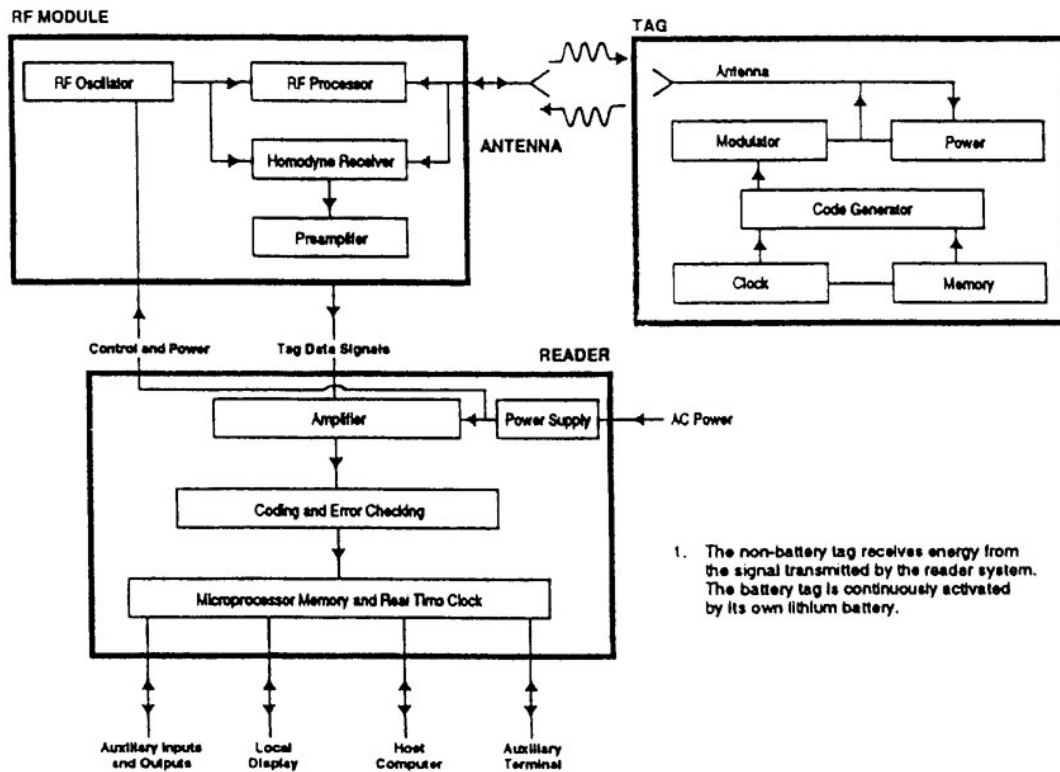 RF MODULE
RF Oscillator
RF Processor
Homodyne Receiver
Preamplifier
ANTENNA
TAG
Antenna
Modulator
Power
Code Generator
Clock
Memory
Control and Power
Tag Data Signals
READER
Amplifier
Power Supply
AC Power
Coding and Error Checking
Microprocessor Memory and Real Time Clock
1. The non-battery tag receives energy from
the signal transmitted by the reader system.
The battery tag is continuously activated
by its own lithium battery.
Auxiliary Inputs
and Outputs
Local
Display
Host
Computer
Auxiliary
Terminal